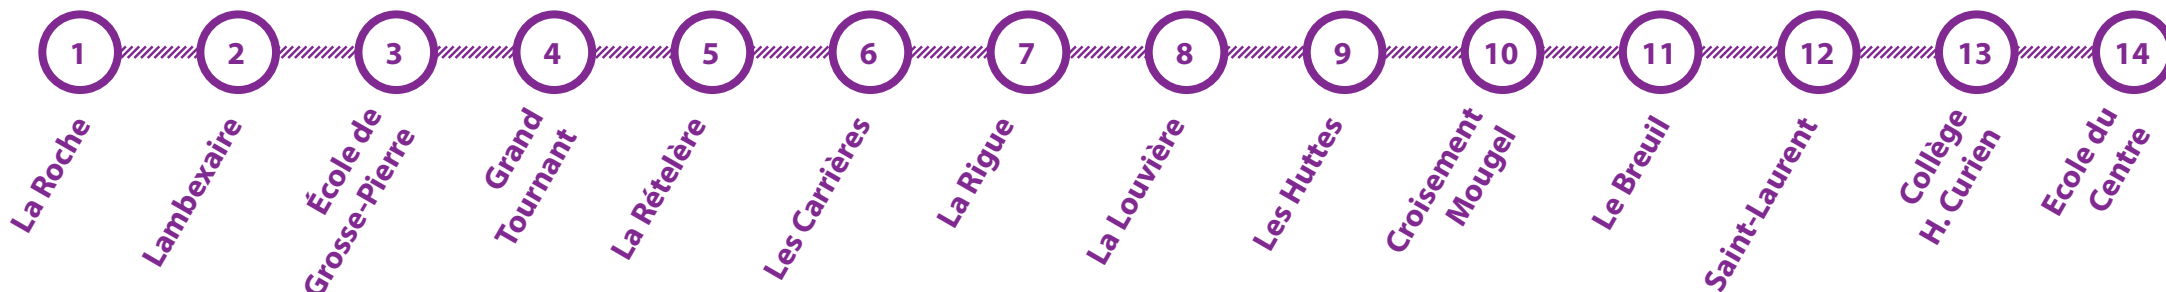 1
2
3
4
5
6
7
8
9
10
11
12
13
14
La Roche
Lambexaire
École de
Grosse-Pierre
Grand
Tournant
La Rételère
Les Carrières
La Rigue
La Louvière
Les Huttes
Croisement
Mougel
Le Breuil
Saint-Laurent
Collège
H. Curien
Ecole du
Centre